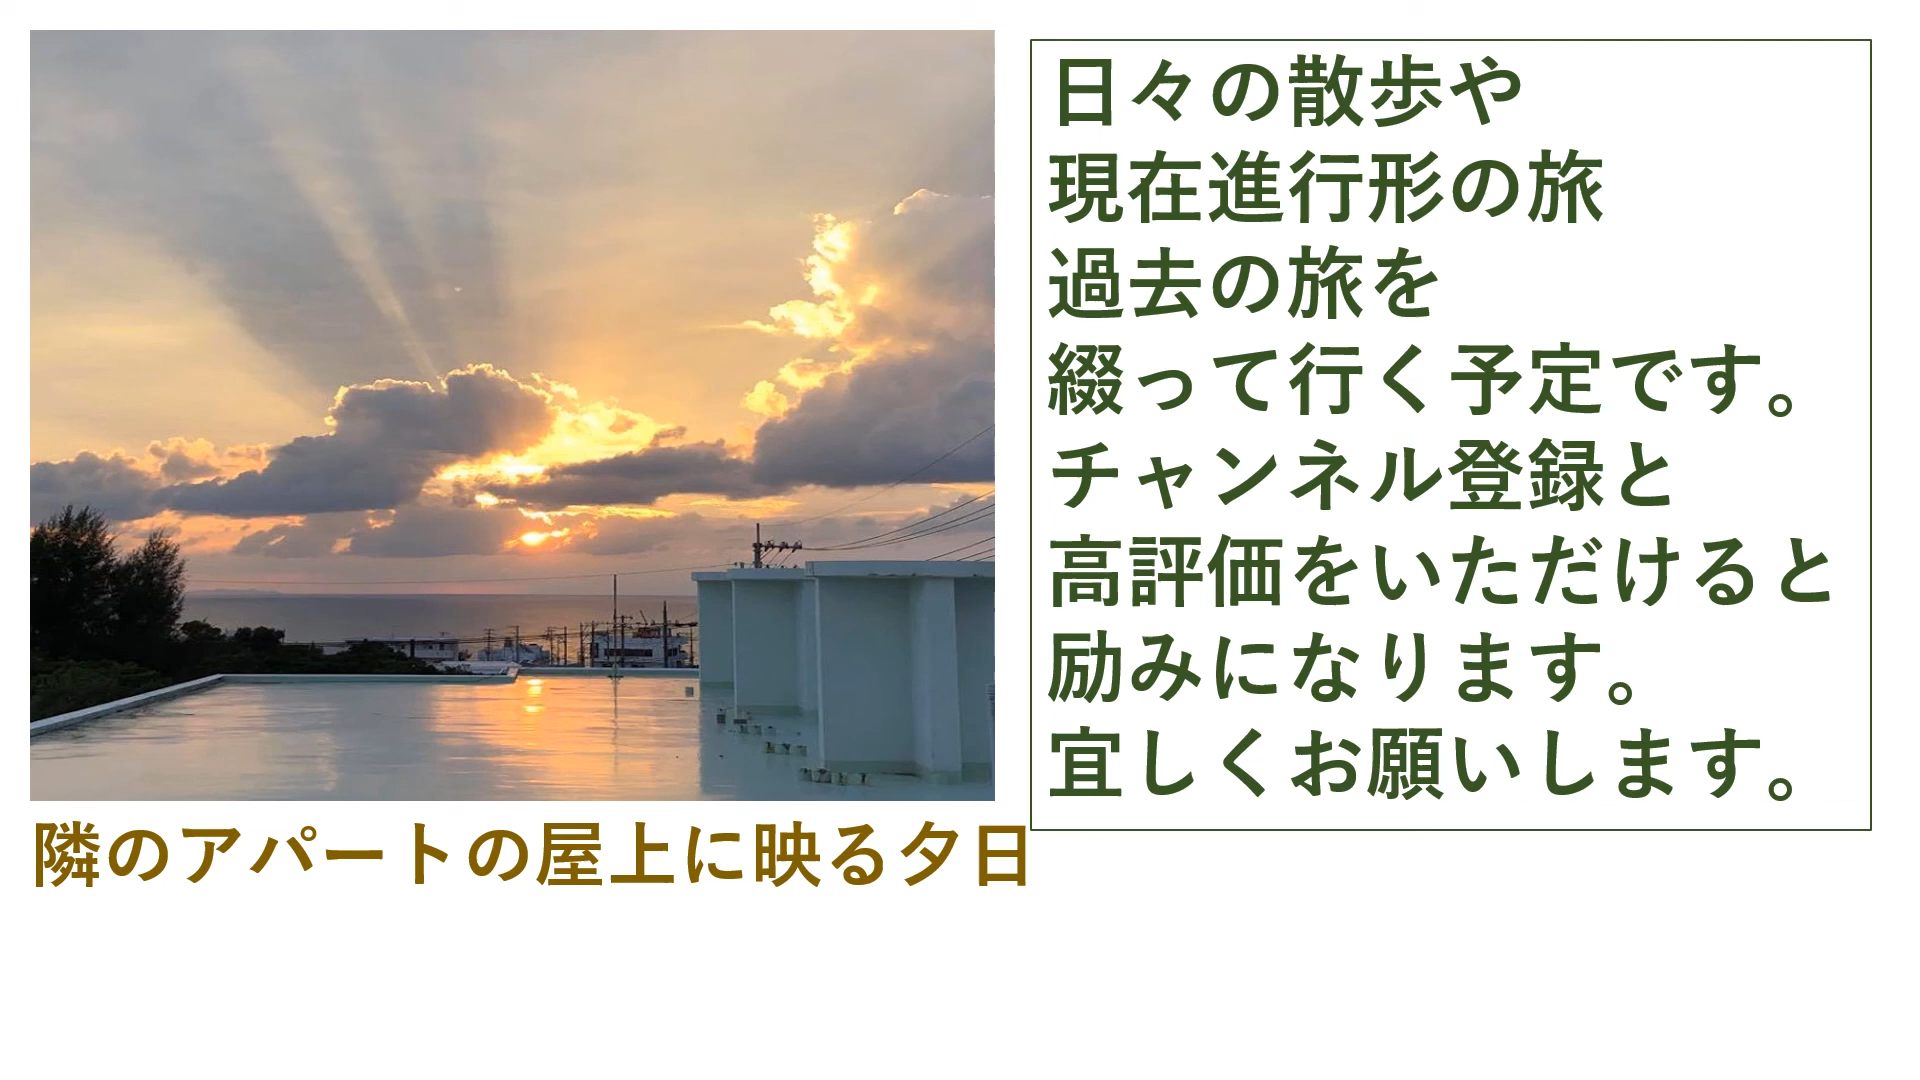 日々の散歩や
現在進行形の旅
過去の旅を
綴って行く予定です。
チャンネル登録と
高評価をいただけると
励みになります。
宜しくお願いします。
隣のアパートの屋上に映る夕日